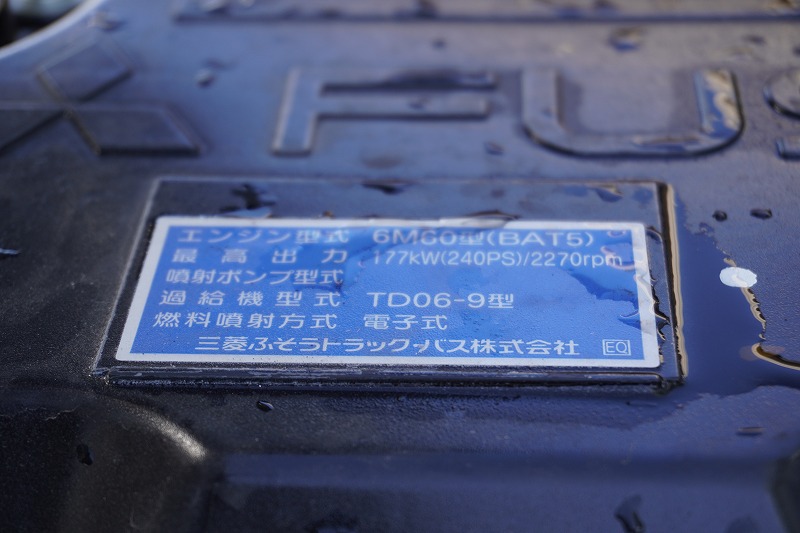 FUS
エンジン型式 6M60型(BAT5)
最高出力 177kW(240PS)/2270rpm
噴射ポンプ型式
過給機型式 TD06-9型
燃料噴射方式 電子式
三菱ふそうトラック・バス株式会社 EQ